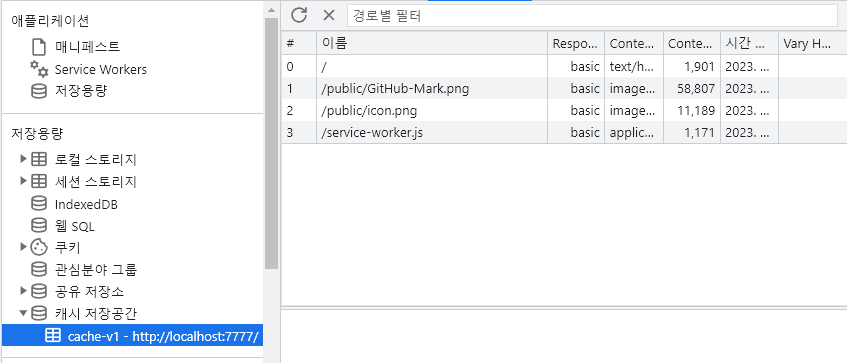 애플리케이션
매니페스트
Service Workers
저장용량
저장용량
로컬 스토리지
세션 스토리지
IndexedDB
웹 SQL
쿠키
관심분야 그룹
공유 저장소
캐시 저장공간
cache-v1 - http://localhost:7777/
경로별 필터
# 이름 Respo... Conte... Conte... 시간 ... Vary H...
0 / basic text/h... 1,901 2023. ...
1 /public/GitHub-Mark.png basic image... 58,807 2023. ...
2 /public/icon.png basic image... 11,189 2023. ...
3 /service-worker.js basic applic... 1,171 2023. ...